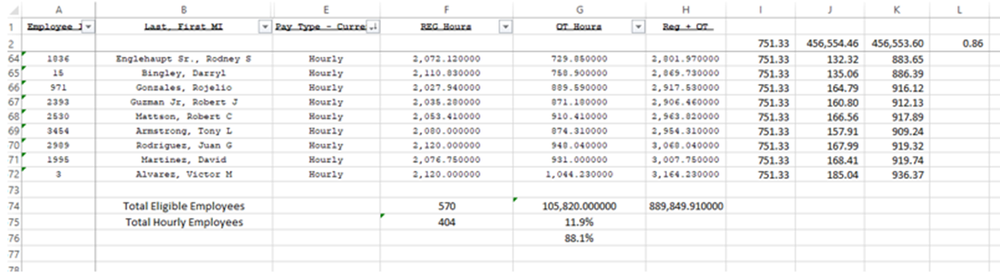 A B E F G H I J K L
1 Employee I Last, First MI Pay Type - Curre REG Hours OT Hours Reg + OT
2 751.33 456,554.46 456,553.60 0.86
64 1836 Englehaupt Sr., Rodney S Hourly 2,072.120000 729.850000 2,801.970000 751.33 132.32 883.65
65 15 Bingley, Darryl Hourly 2,110.830000 758.900000 2,869.730000 751.33 135.06 886.39
66 971 Gonzales, Rojelio Hourly 2,027.940000 889.590000 2,917.530000 751.33 164.79 916.12
67 2393 Guzman Jr, Robert J Hourly 2,035.280000 871.180000 2,906.460000 751.33 160.80 912.13
68 2530 Mattson, Robert C Hourly 2,053.410000 910.410000 2,963.820000 751.33 166.56 917.89
69 3454 Armstrong, Tony L Hourly 2,080.000000 874.310000 2,954.310000 751.33 157.91 909.24
70 2989 Rodriguez, Juan G Hourly 2,120.000000 948.040000 3,068.040000 751.33 167.99 919.32
71 1995 Martinez, David Hourly 2,076.750000 931.000000 3,007.750000 751.33 168.41 919.74
72 3 Alvarez, Victor M Hourly 2,120.000000 1,044.230000 3,164.230000 751.33 185.04 936.37
73
74 Total Eligible Employees 570 105,820.000000 889,849.910000
75 Total Hourly Employees 404 11.9%
76 88.1%
77
78